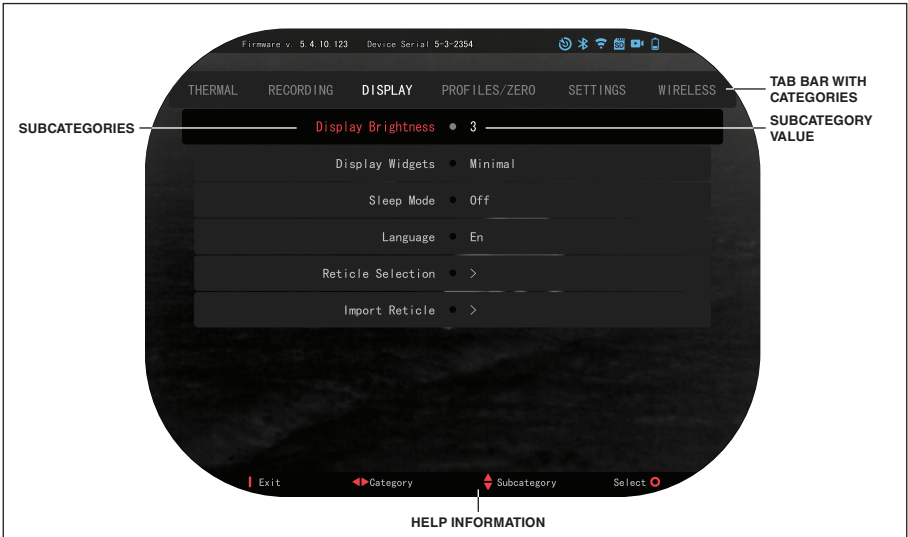 Firmware v. 5.4.10.123 Device Serial 5-3-2354
SD
THERMAL RECORDING DISPLAY PROFILES/ZERO SETTINGS WIRELESS
TAB BAR WITH
CATEGORIES
SUBCATEGORIES
Display Brightness 3
SUBCATEGORY
VALUE
Display Widgets Minimal
Sleep Mode Off
Language En
Reticle Selection >
Import Reticle >
Exit Category Subcategory Select
HELP INFORMATION